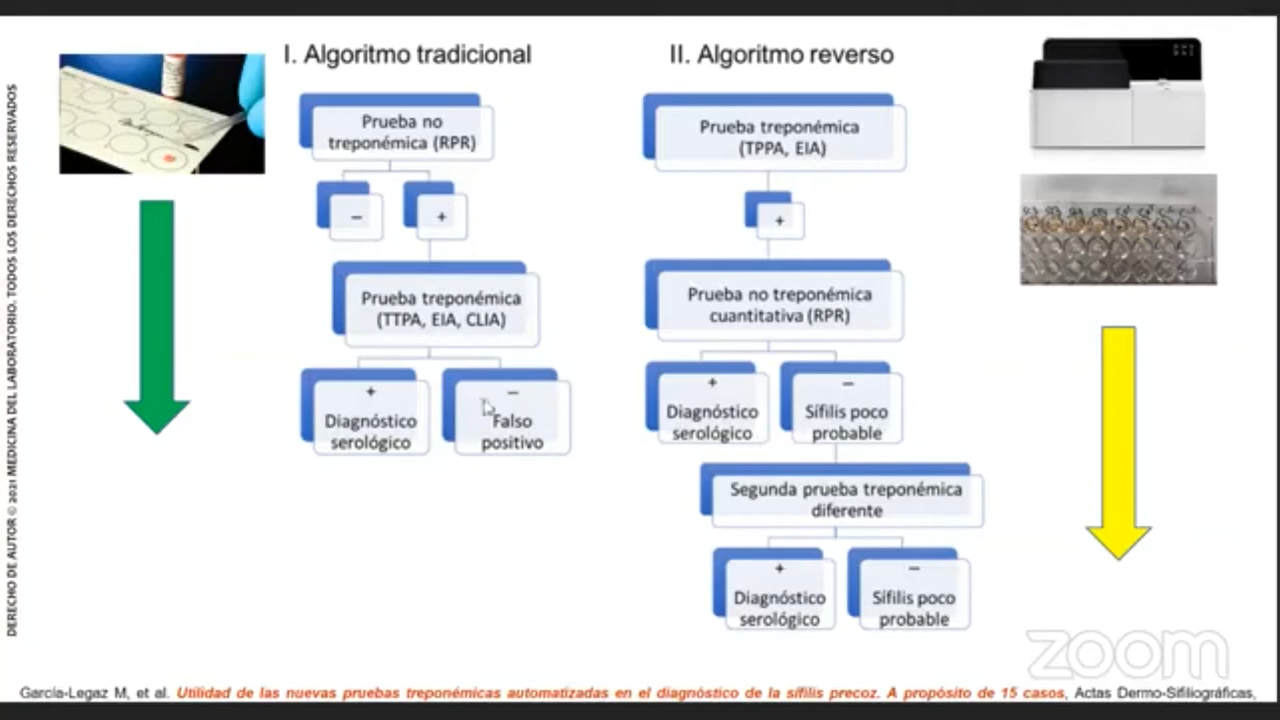 DERECHO DE AUTOR © 2021 MEDICINA DEL LABORATORIO. TODOS LOS DERECHOS RESERVADOS
I. Algoritmo tradicional
Prueba no
treponémica (RPR)
−
+
Prueba treponémica
(TTPA, EIA, CLIA)
+
Diagnóstico
serológico
−
Falso
positivo
II. Algoritmo reverso
Prueba treponémica
(TPPA, EIA)
+
Prueba no treponémica
cuantitativa (RPR)
+
Diagnóstico
serológico
−
Sífilis poco
probable
Segunda prueba treponémica
diferente
+
Diagnóstico
serológico
−
Sífilis poco
probable
zoom
García-Legaz M, et al. Utilidad de las nuevas pruebas treponémicas automatizadas en el diagnóstico de la sífilis precoz. A propósito de 15 casos, Actas Dermo-Sifiliográficas,